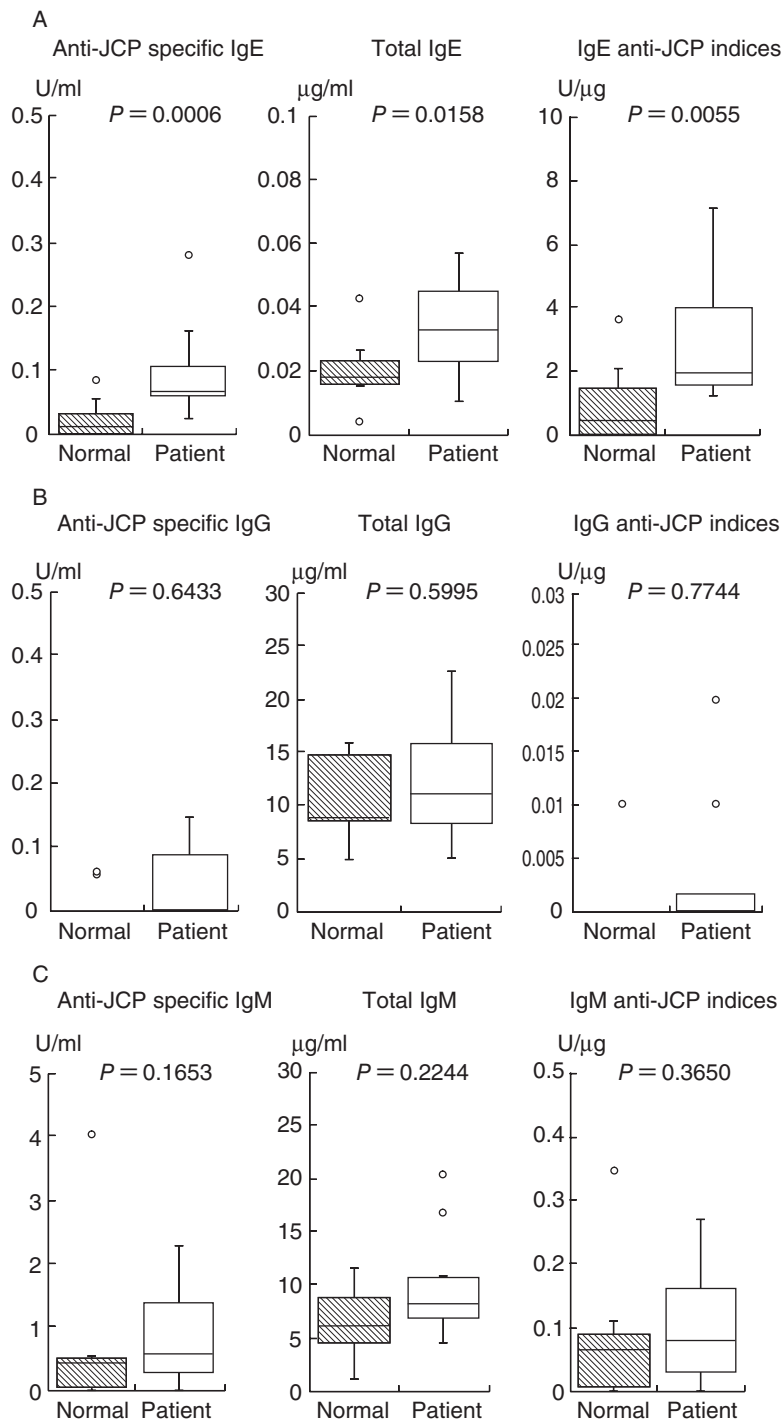 A
Anti-JCP specific IgE Total IgE IgE anti-JCP indices
U/ml μg/ml U/μg
P = 0.0006 P = 0.0158 P = 0.0055
0.5 0.1 10
0.4 0.08 8
0.3 0.06 6
0.2 0.04 4
0.1 0.02 2
0 0 0
Normal Patient Normal Patient Normal Patient
B
Anti-JCP specific IgG Total IgG IgG anti-JCP indices
U/ml μg/ml U/μg
P = 0.6433 P = 0.5995 P = 0.7744
0.5 30 0.03
0.4 25 0.025
0.3 20 0.02
0.2 15 0.015
0.1 10 0.01
0 5 0.005
0 0
Normal Patient Normal Patient Normal Patient
C
Anti-JCP specific IgM Total IgM IgM anti-JCP indices
U/ml μg/ml U/μg
P = 0.1653 P = 0.2244 P = 0.3650
5 30 0.5
4 25 0.4
3 20 0.3
2 15 0.2
1 10 0.1
0 5 0
0
Normal Patient Normal Patient Normal Patient